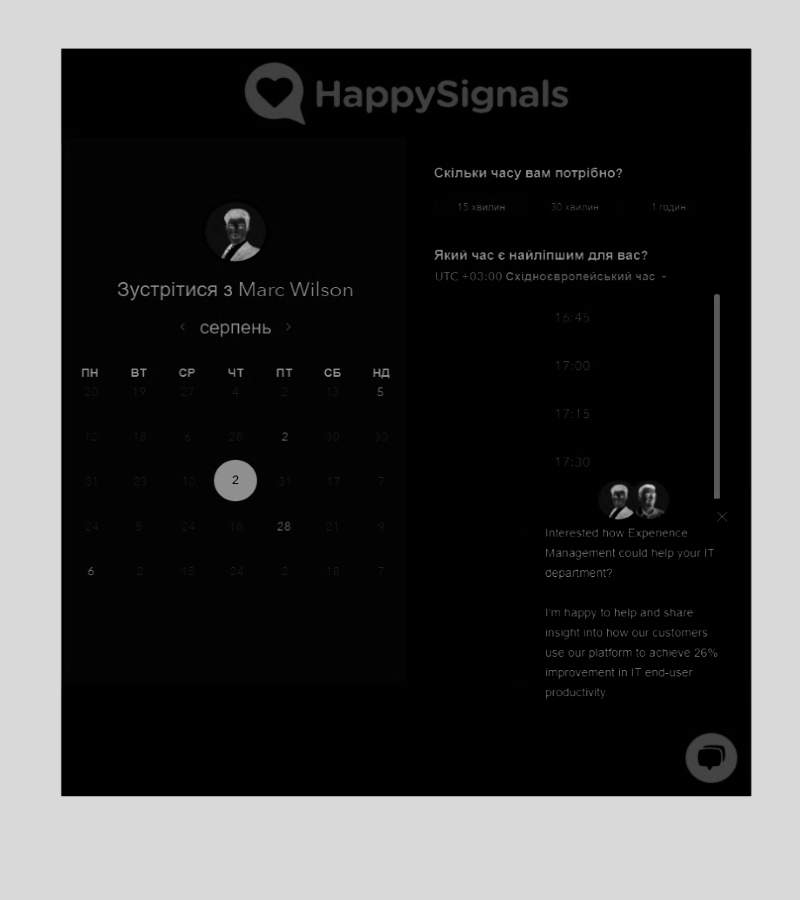 HappySignals
Зустрітися з Marc Wilson
серпень
ПН ВТ СР ЧТ ПТ СБ НД
20 19 27 4 2 13 5
12 18 6 28 2 30 30
31 23 10 2 31 17 7
24 5 24 18 28 21 9
6 2 18 24 2 18 7
Скільки часу вам потрібно?
15 хвилин 30 хвилин 1 годин
Який час є найліпшим для вас?
UTC +03:00 Східноєвропейський час
16:45
17:00
17:15
17:30
Interested how Experience
Management could help your IT
department?
I'm happy to help and share
insight into how our customers
use our platform to achieve 26%
improvement in IT end-user
productivity.